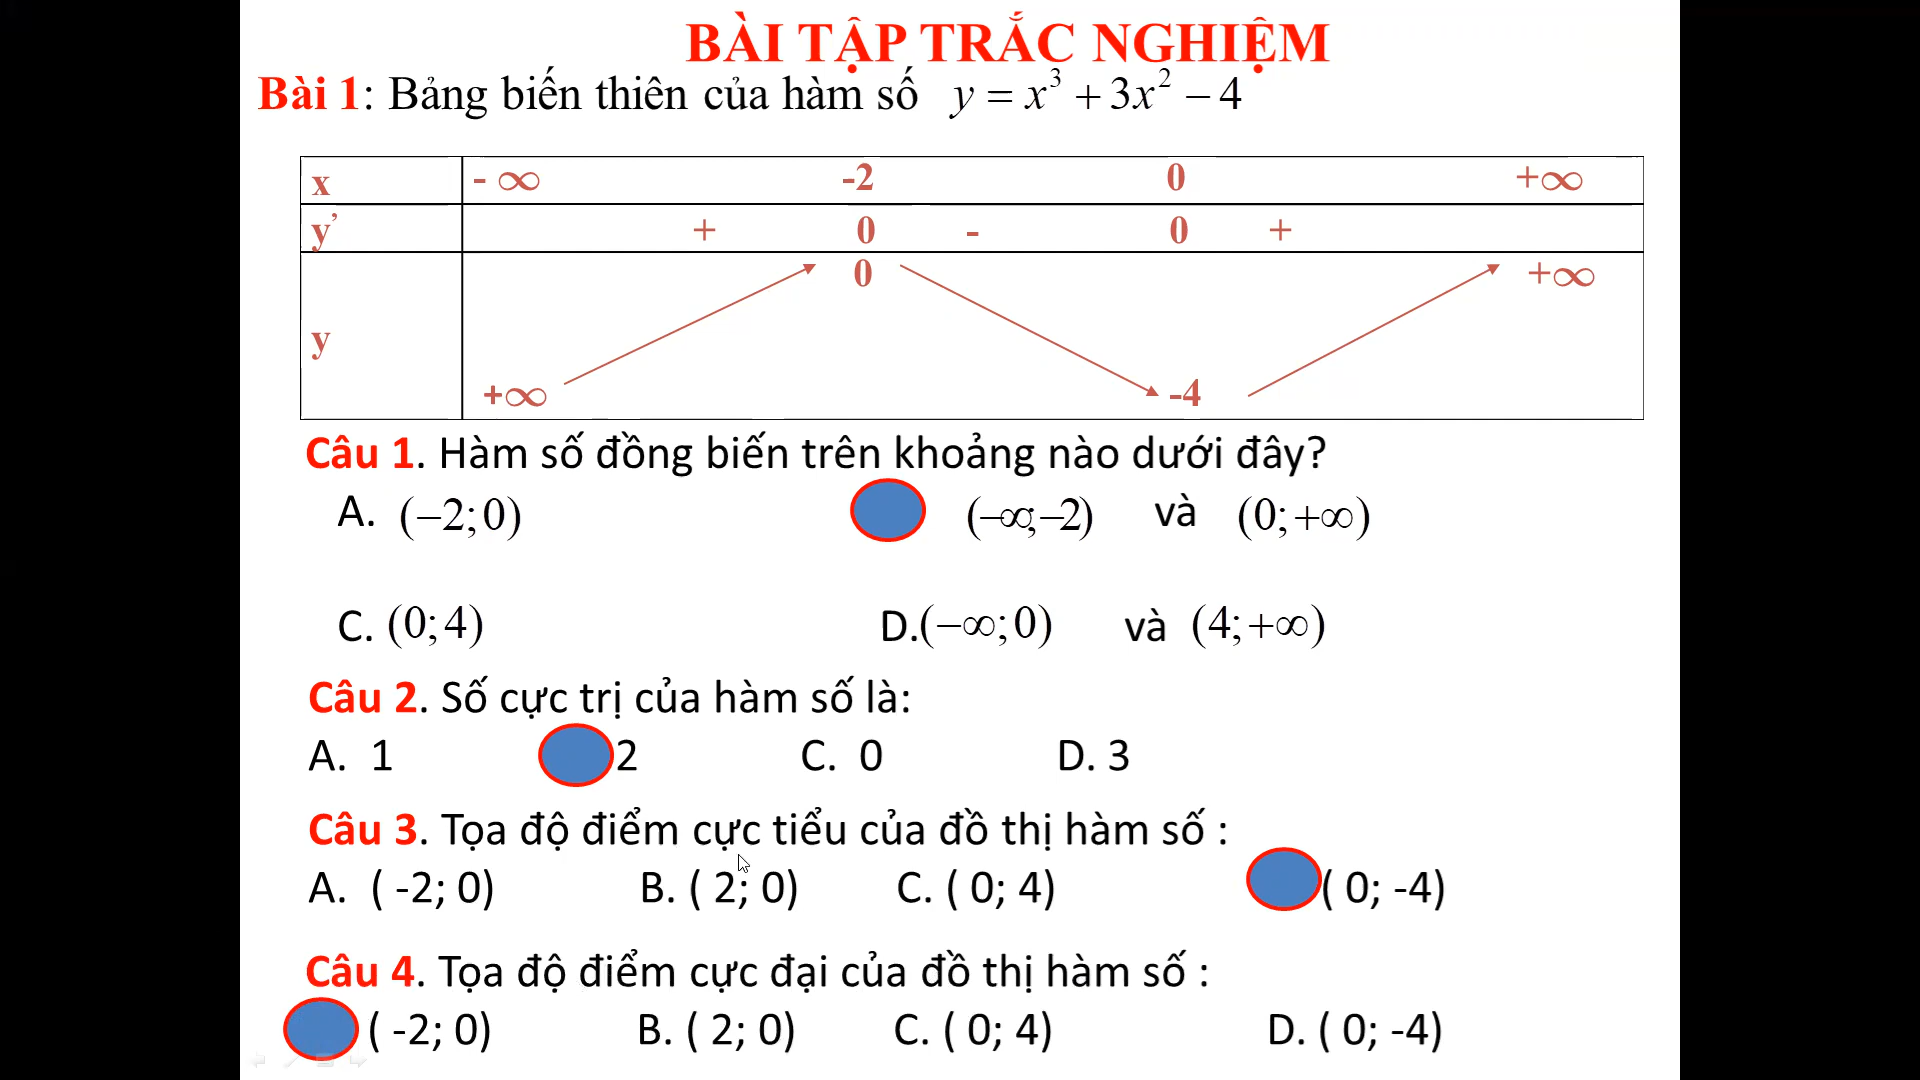 BÀI TẬP TRẮC NGHIỆM
Bài 1: Bảng biến thiên của hàm số y = x³ + 3x² − 4
x - ∞ -2 0 +∞
y’ + 0 - 0 +
0 +∞
y
+∞ -4
Câu 1. Hàm số đồng biến trên khoảng nào dưới đây?
A. (−2;0) (−∞;−2) và (0;+∞)
C. (0;4) D.(−∞;0) và (4;+∞)
Câu 2. Số cực trị của hàm số là:
A. 1 2 C. 0 D. 3
Câu 3. Tọa độ điểm cực tiểu của đồ thị hàm số :
A. ( -2; 0) B. ( 2; 0) C. ( 0; 4) ( 0; -4)
Câu 4. Tọa độ điểm cực đại của đồ thị hàm số :
( -2; 0) B. ( 2; 0) C. ( 0; 4) D. ( 0; -4)